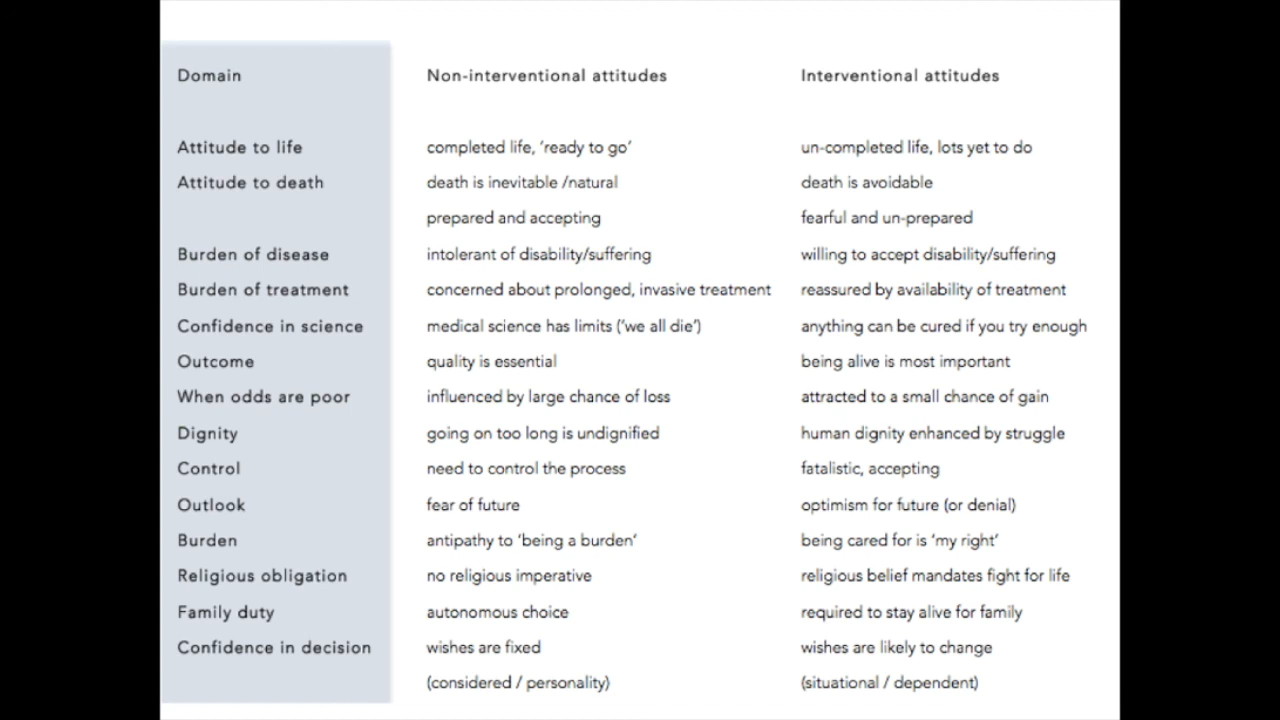 Domain Non-interventional attitudes Interventional attitudes
Attitude to life completed life, ‘ready to go’ un-completed life, lots yet to do
Attitude to death death is inevitable /natural death is avoidable
prepared and accepting fearful and un-prepared
Burden of disease intolerant of disability/suffering willing to accept disability/suffering
Burden of treatment concerned about prolonged, invasive treatment reassured by availability of treatment
Confidence in science medical science has limits (‘we all die’) anything can be cured if you try enough
Outcome quality is essential being alive is most important
When odds are poor influenced by large chance of loss attracted to a small chance of gain
Dignity going on too long is undignified human dignity enhanced by struggle
Control need to control the process fatalistic, accepting
Outlook fear of future optimism for future (or denial)
Burden antipathy to ‘being a burden’ being cared for is ‘my right’
Religious obligation no religious imperative religious belief mandates fight for life
Family duty autonomous choice required to stay alive for family
Confidence in decision wishes are fixed wishes are likely to change
(considered / personality) (situational / dependent)